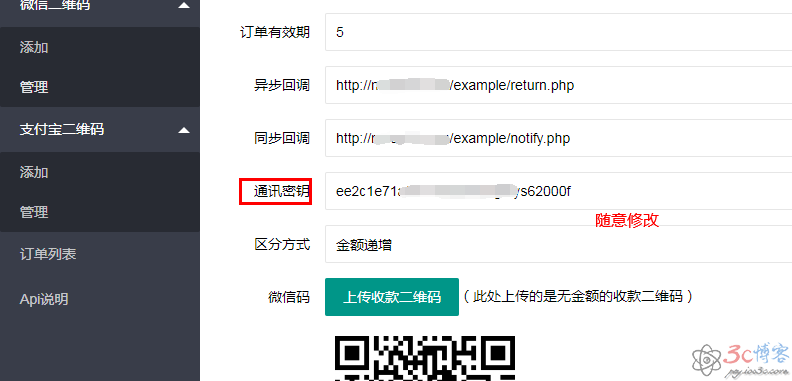 微信二维码
添加
管理
支付宝二维码
添加
管理
订单列表
Api说明
订单有效期 5
异步回调 http://r /example/return.php
同步回调 http://r /example/notify.php
通讯密钥 ee2c1e71 ys62000f
随意修改
区分方式 金额递增
微信码 上传收款二维码 ( 此处上传的是无金额的收款二维码 )
3c博客